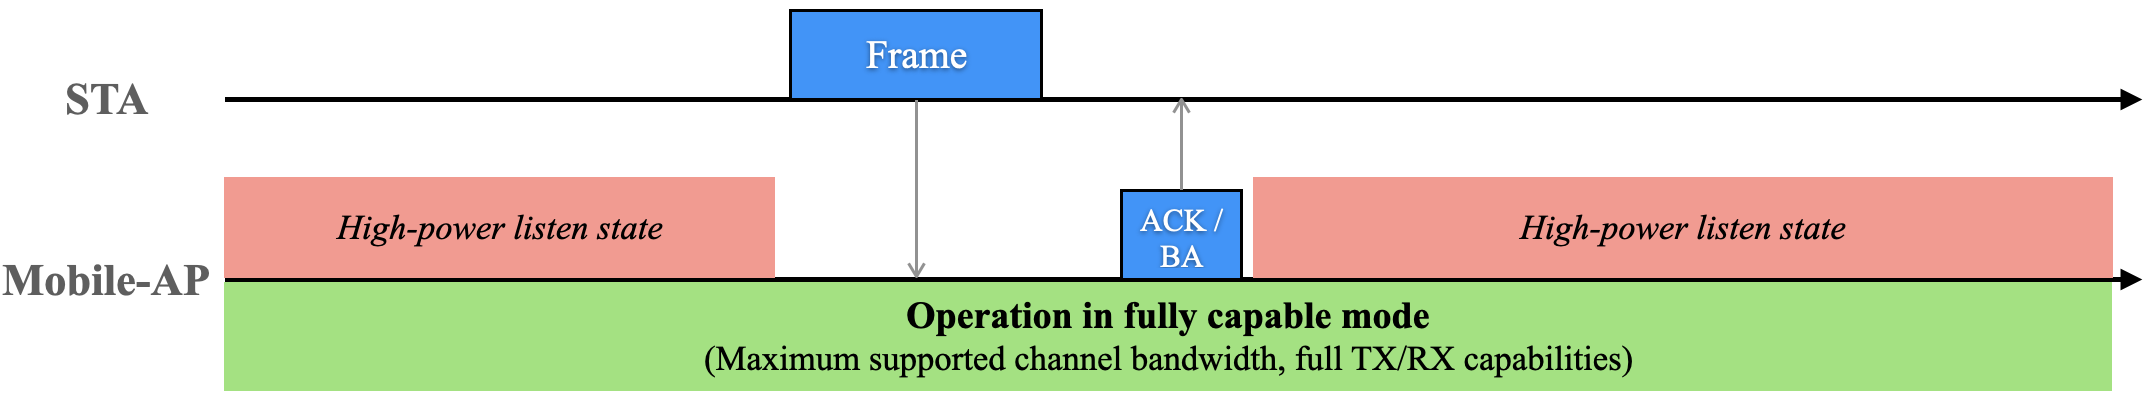 Frame
STA
High-power listen state
ACK /
BA
High-power listen state
Mobile-AP
Operation in fully capable mode
(Maximum supported channel bandwidth, full TX/RX capabilities)